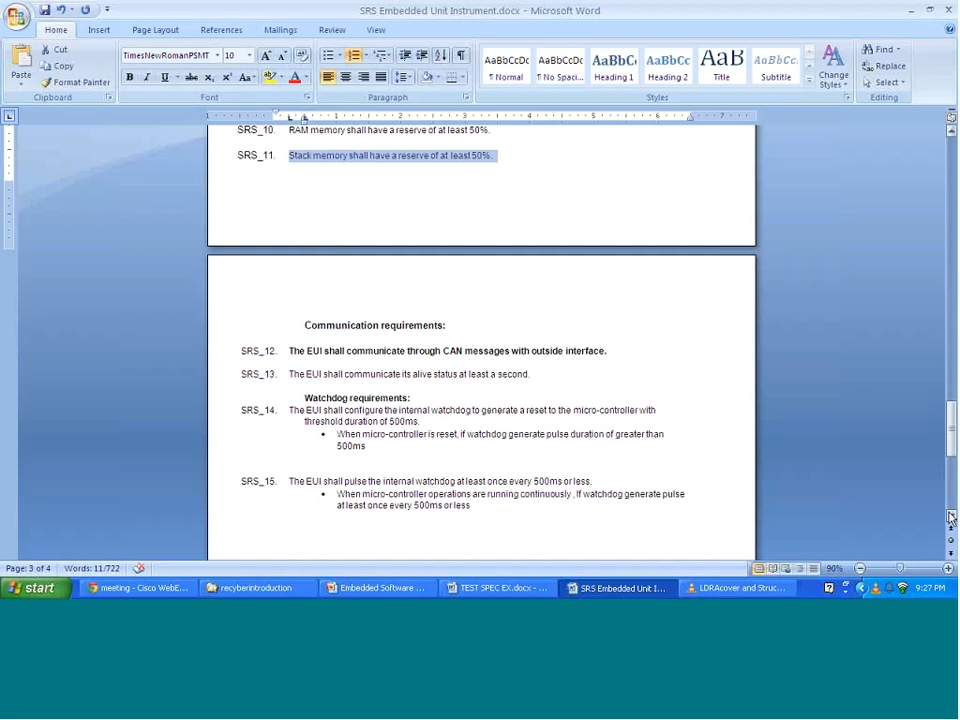 SRS Embedded Unit Instrument.docx - Microsoft Word
Home Insert Page Layout References Mailings Review View
Paste
Cut
Copy
Format Painter
Clipboard
TimesNewRomanPSMT 10
Font
Paragraph
AaBbCcDc AaBbCcDc AaBbC AaBbCc AaB AaBbCc.
¶ Normal ¶ No Spaci... Heading 1 Heading 2 Title Subtitle
Change Styles
Styles
Find
Replace
Select
Editing
SRS_10. RAM memory shall have a reserve of at least 50%.
SRS_11. Stack memory shall have a reserve of at least 50%.
Communication requirements:
SRS_12. The EUI shall communicate through CAN messages with outside interface.
SRS_13. The EUI shall communicate its alive status at least a second.
Watchdog requirements:
SRS_14. The EUI shall configure the internal watchdog to generate a reset to the micro-controller with
threshold duration of 500ms.
• When micro-controller is reset, if watchdog generate pulse duration of greater than
500ms
SRS_15. The EUI shall pulse the internal watchdog at least once every 500ms or less.
• When micro-controller operations are running continuously , If watchdog generate pulse
at least once every 500ms or less
Page: 3 of 4 Words: 11/722 90%
start meeting - Cisco WebE... recyberintroduction Embedded Software ... TEST SPEC EX.docx - ... SRS Embedded Unit I... LDRAcover and Struc... 9:27 PM